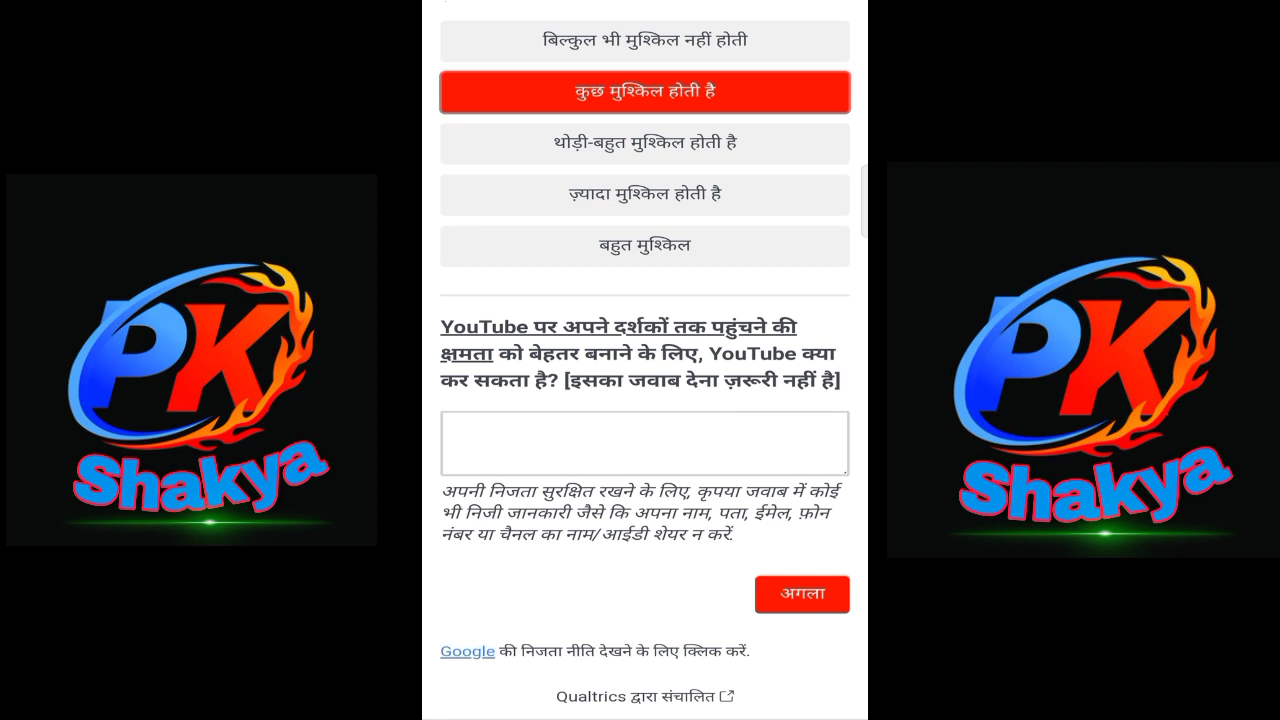 बिल्कुल भी मुश्किल नहीं होती
कुछ मुश्किल होती है
थोड़ी-बहुत मुश्किल होती है
ज़्यादा मुश्किल होती है
बहुत मुश्किल
YouTube पर अपने दर्शकों तक पहुंचने की
क्षमता को बेहतर बनाने के लिए, YouTube क्या
कर सकता है? [इसका जवाब देना ज़रूरी नहीं है]
अपनी निजता सुरक्षित रखने के लिए, कृपया जवाब में कोई
भी निजी जानकारी जैसे कि अपना नाम, पता, ईमेल, फ़ोन
नंबर या चैनल का नाम/आईडी शेयर न करें.
अगला
Google की निजता नीति देखने के लिए क्लिक करें.
Qualtrics द्वारा संचालित
PK
Shakya
PK
Shakya